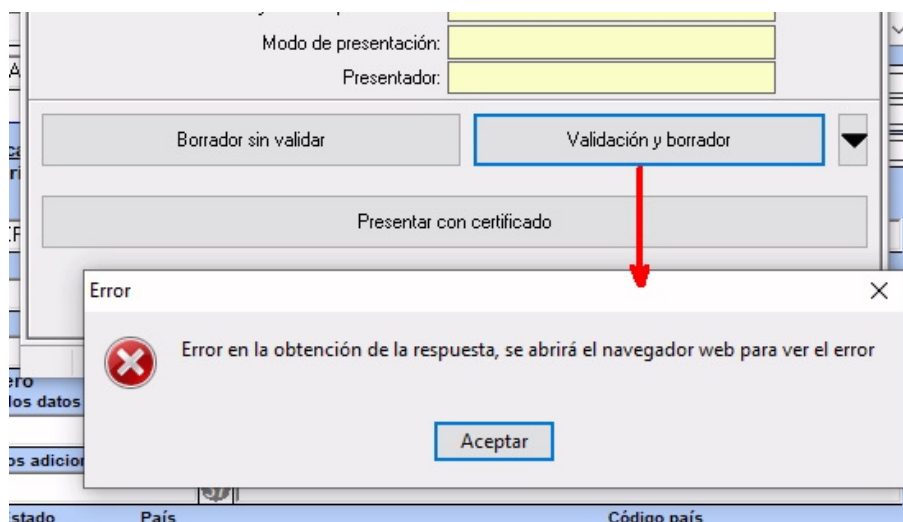 Modo de presentación:
Presentador:
Borrador sin validar
Validación y borrador
Presentar con certificado
Error
Error en la obtención de la respuesta, se abrirá el navegador web para ver el error
Aceptar
los datos
Estado País Código país